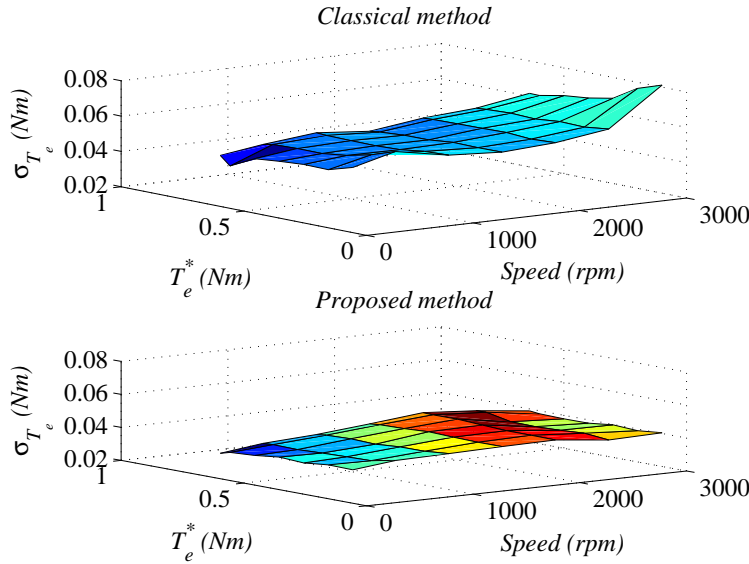 Classical method
σ_{T_e} (Nm)
0.08
0.06
0.04
0.02
1
0.5
0
T_e^* (Nm)
0
1000
2000
3000
Speed (rpm)
Proposed method
σ_{T_e} (Nm)
0.08
0.06
0.04
0.02
1
0.5
0
T_e^* (Nm)
0
1000
2000
3000
Speed (rpm)